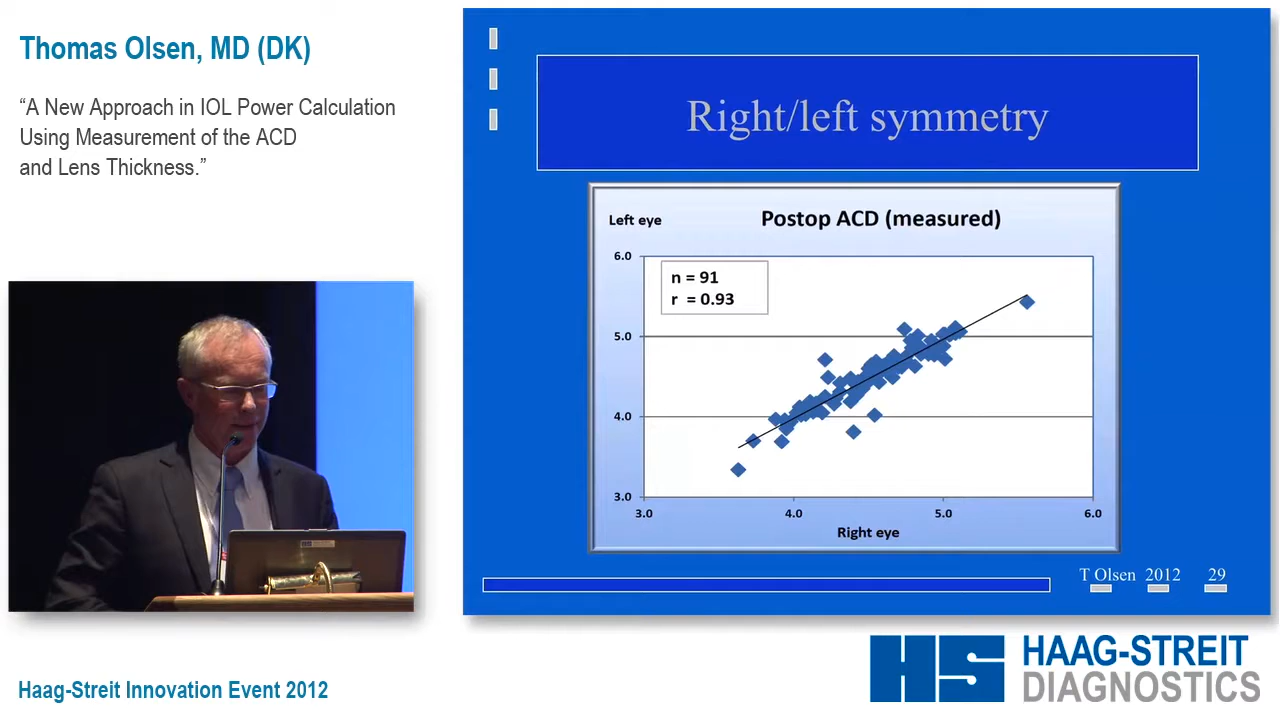 Thomas Olsen, MD (DK)
“A New Approach in IOL Power Calculation
Using Measurement of the ACD
and Lens Thickness.”
Right/left symmetry
Left eye
Postop ACD (measured)
n = 91
r = 0.93
6.0
5.0
4.0
3.0
3.0 4.0 5.0 6.0
Right eye
T Olsen 2012 29
Haag-Streit Innovation Event 2012
HS HAAG-STREIT
DIAGNOSTICS